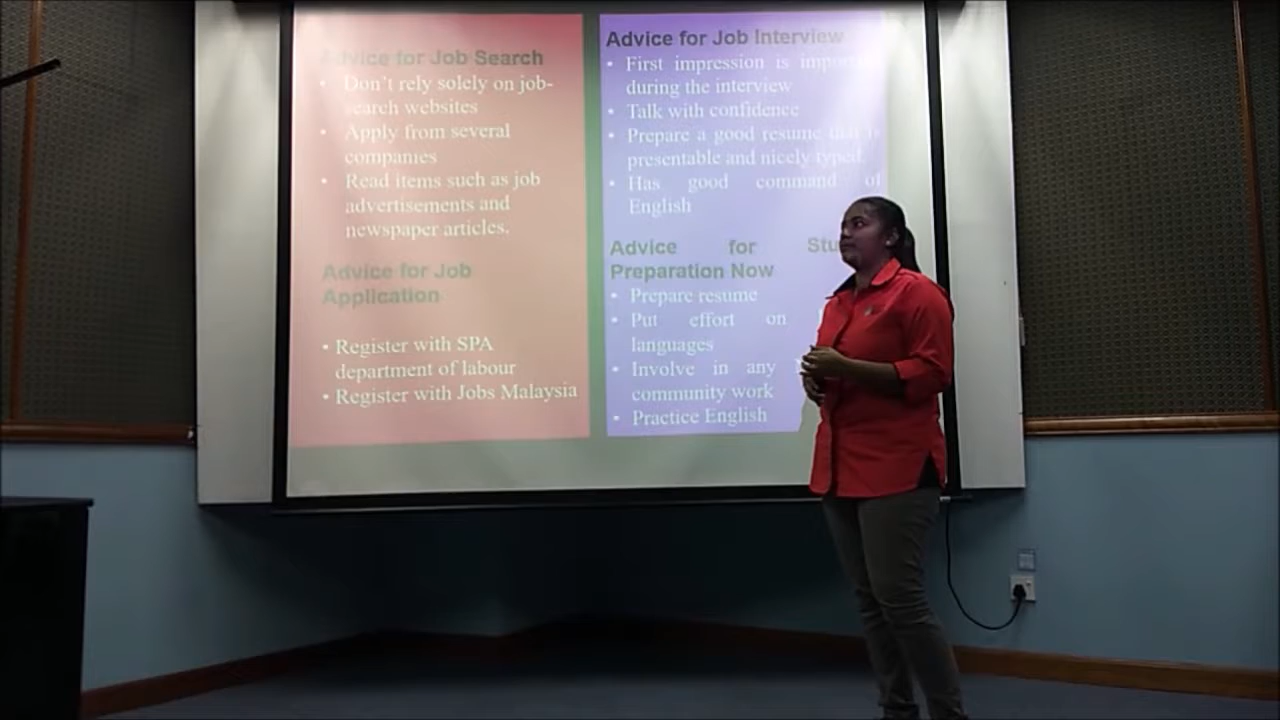 Advice for Job Search
• Don't rely solely on job-
search websites
• Apply from several
companies
• Read items such as job
advertisements and
newspaper articles.
Advice for Job
Application
• Register with SPA
department of labour
• Register with Jobs Malaysia
Advice for Job Interview
• First impression is
during the interview
• Talk with confidence
• Prepare a good resume
presentable and nicely typed
• Has good command of
English
Advice for
Preparation Now
• Prepare resume
• Put effort on
languages
• Involve in any
community work
• Practice English